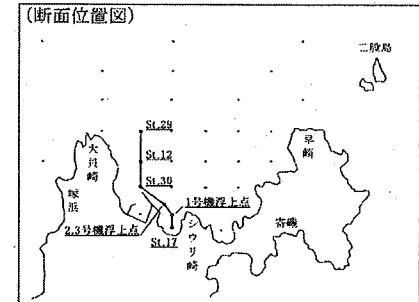 (断面位置図)
二股島
St.29
大貝崎
早崎
St.12
塚浜
St.30
1号機浮上点
寄磯
シウリ崎
2.3号機浮上点
St.17